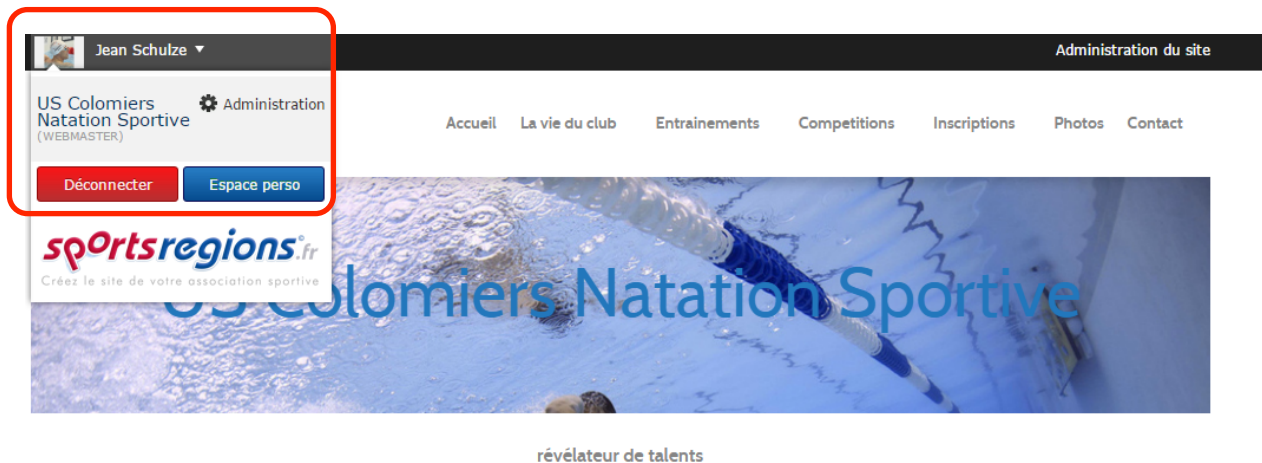 Jean Schulze ▼
Administration du site
US Colomiers
Natation Sportive
(WEBMASTER)
Administration
Déconnecter
Espace perso
Accueil La vie du club Entrainements Competitions Inscriptions Photos Contact
sportsregions.fr
Créez le site de votre association sportive
US Colomiers Natation Sportive
révélateur de talents